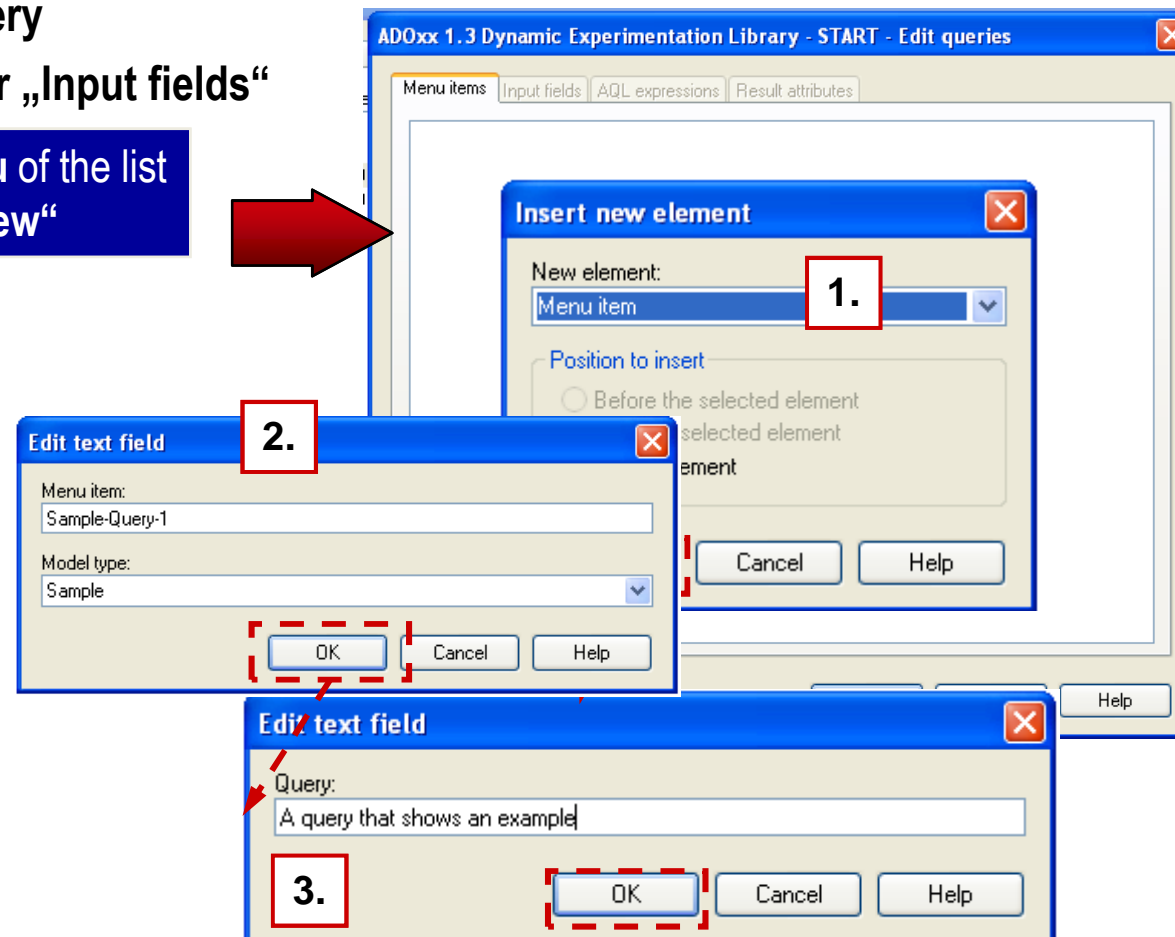 ery
r „Input fields“
u of the list
ew“
ADOxx 1.3 Dynamic Experimentation Library - START - Edit queries
Menu items Input fields AQL expressions Result attributes
Insert new element
New element:
1.
Menu item
Position to insert
Before the selected element
selected element
ement
Cancel Help
Edit text field
2.
Menu item:
Sample-Query-1
Model type:
Sample
OK Cancel Help
Help
Edit text field
Query:
A query that shows an example
3.
OK Cancel Help